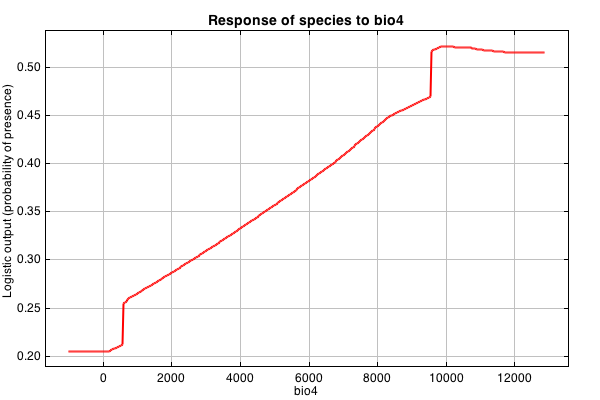 Response of species to bio4
Logistic output (probability of presence)
0.50
0.45
0.40
0.35
0.30
0.25
0.20
0 2000 4000 6000 8000 10000 12000
bio4